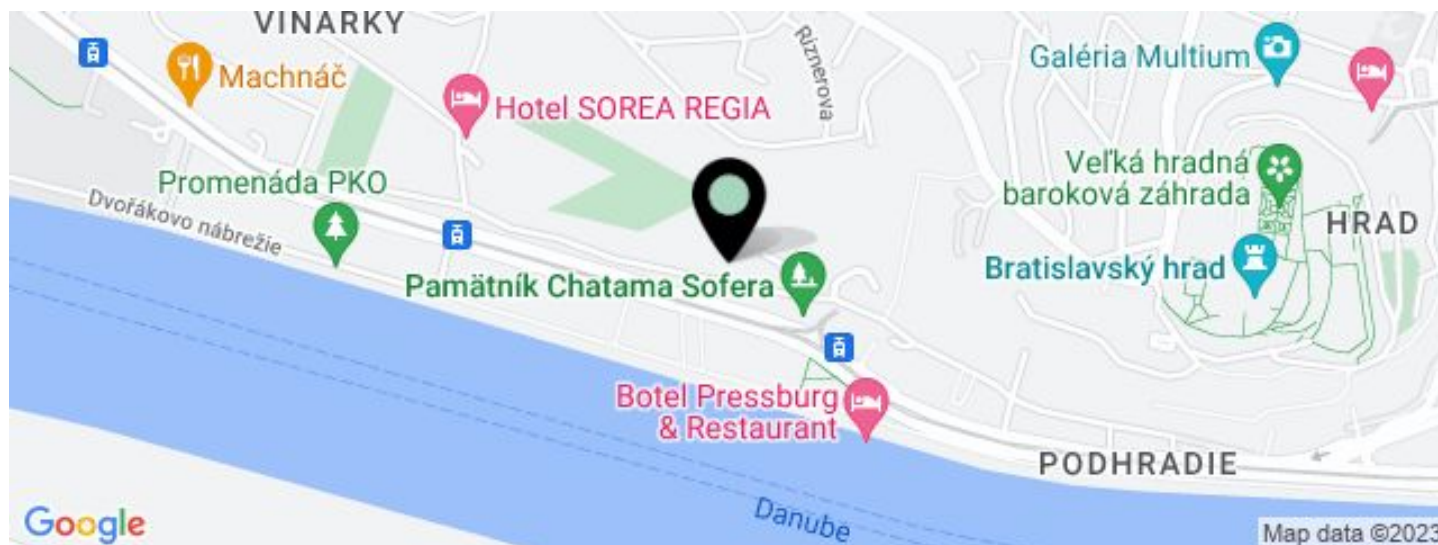 VINÁRKY
Machnáč
Hotel SOREA REGIA
Riznerova
Galéria Multium
Veľká hradná
baroková záhrada
HRAD
Promenáda PKO
Dvořákovo nábrežie
Pamätník Chatama Sofera
Bratislavský hrad
Botel Pressburg
& Restaurant
PODHRADIE
Danube
Google
Map data ©2023